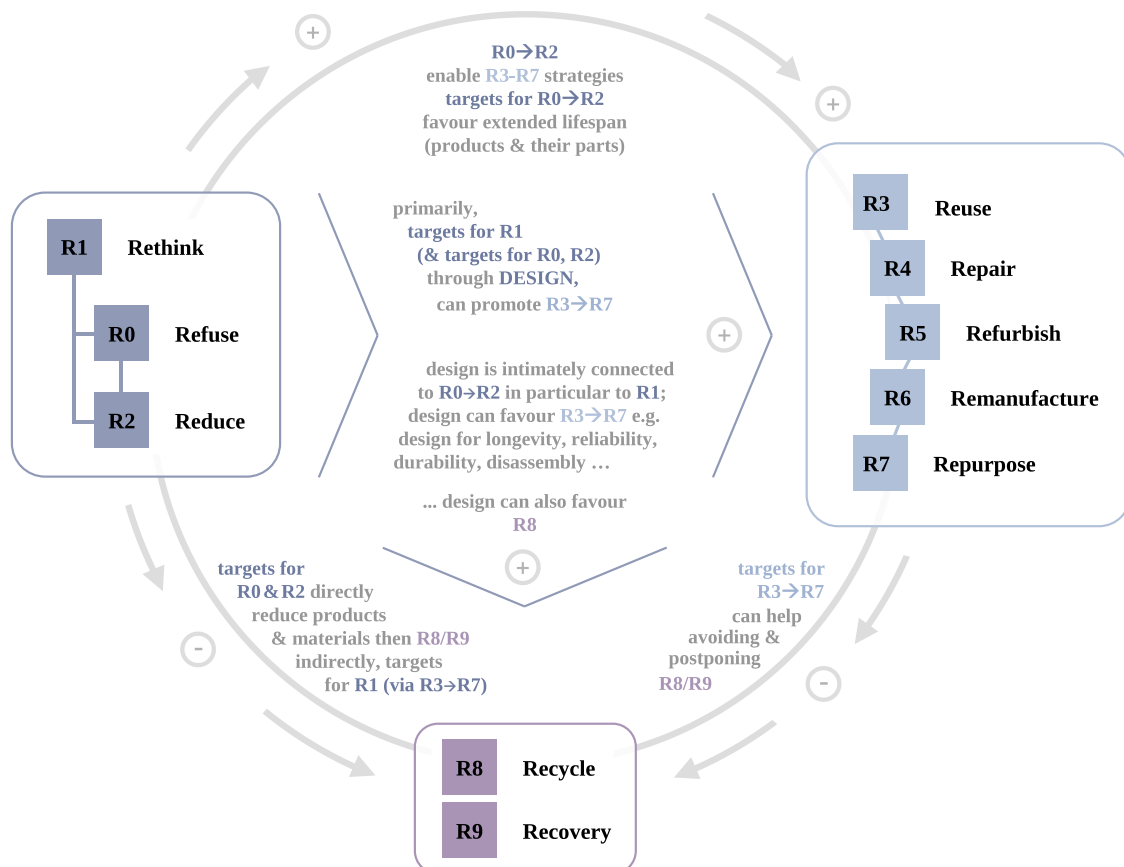 +
+
R0→R2
enable R3-R7 strategies
targets for R0→R2
favour extended lifespan
(products & their parts)
R1 Rethink
R0 Refuse
R2 Reduce
primarily,
targets for R1
(& targets for R0, R2)
through DESIGN,
can promote R3→R7
+
design is intimately connected
to R0→R2 in particular to R1;
design can favour R3→R7 e.g.
design for longevity, reliability,
durability, disassembly …
... design can also favour
R8
+
R3 Reuse
R4 Repair
R5 Refurbish
R6 Remanufacture
R7 Repurpose
targets for
R0 & R2 directly
reduce products
& materials then R8/R9
indirectly, targets
for R1 (via R3→R7)
-
targets for
R3→R7
can help
avoiding &
postponing
R8/R9
-
R8 Recycle
R9 Recovery